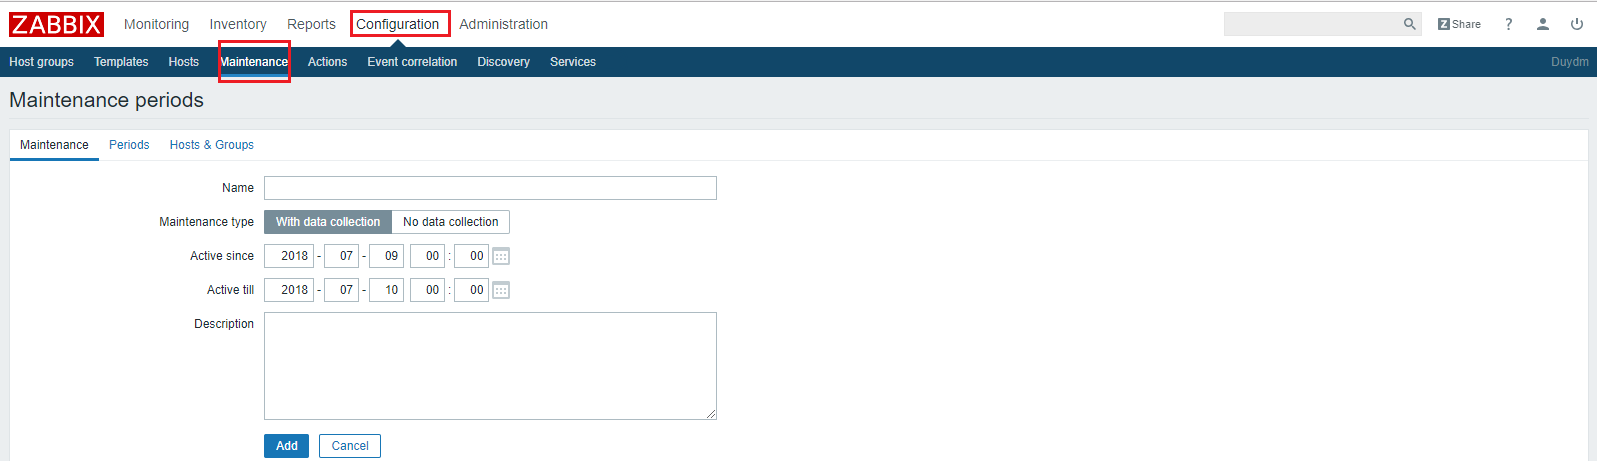 ZABBIX Monitoring Inventory Reports Configuration Administration Z Share ?
Host groups Templates Hosts Maintenance Actions Event correlation Discovery Services Duydm
Maintenance periods
Maintenance Periods Hosts & Groups
Name
Maintenance type With data collection No data collection
Active since 2018 - 07 - 09 00 : 00
Active till 2018 - 07 - 10 00 : 00
Description
Add Cancel